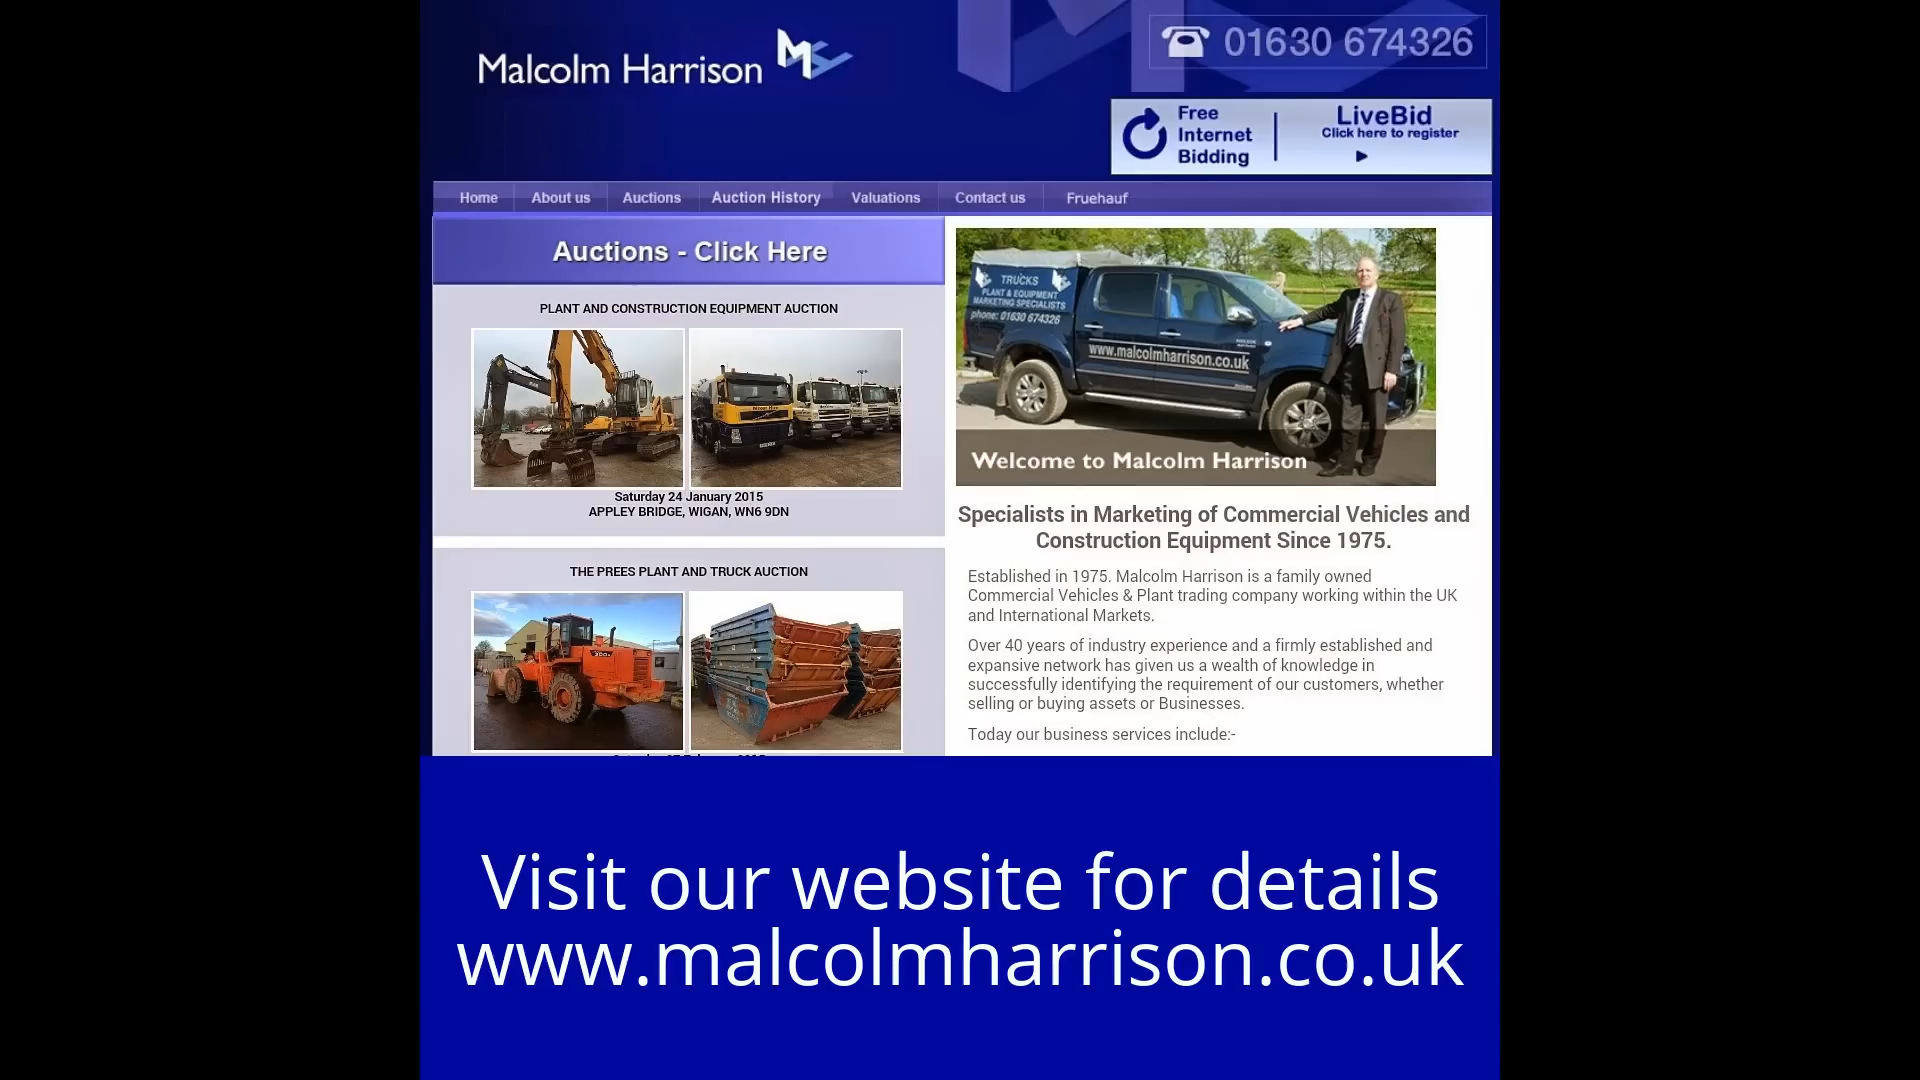 Malcolm Harrison
01630 674326
Free
Internet
Bidding
LiveBid
Click here to register
Home
About us
Auctions
Auction History
Valuations
Contact us
Fruehauf
Auctions - Click Here
PLANT AND CONSTRUCTION EQUIPMENT AUCTION
Saturday 24 January 2015
APPLEY BRIDGE, WIGAN, WN6 9DN
THE PREES PLANT AND TRUCK AUCTION
TRUCKS
PLANT & EQUIPMENT
MARKETING SPECIALISTS
phone: 01630 674326
www.malcolmharrison.co.uk
Welcome to Malcolm Harrison
Specialists in Marketing of Commercial Vehicles and
Construction Equipment Since 1975.
Established in 1975. Malcolm Harrison is a family owned
Commercial Vehicles & Plant trading company working within the UK
and International Markets.
Over 40 years of industry experience and a firmly established and
expansive network has given us a wealth of knowledge in
successfully identifying the requirement of our customers, whether
selling or buying assets or Businesses.
Today our business services include:-
Visit our website for details
www.malcolmharrison.co.uk